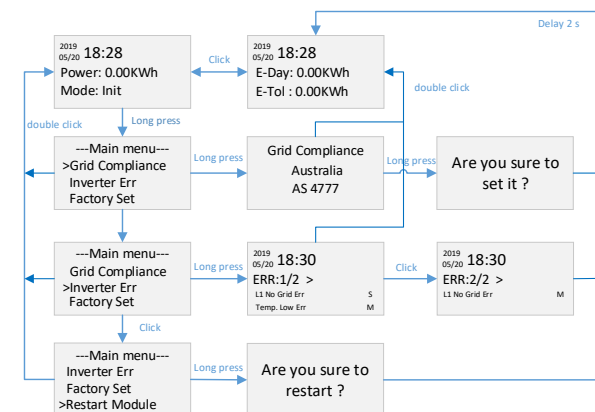 Delay 2 s
2019
05/20 18:28
Power: 0.00KWh
Mode: Init
Click
2019
05/20 18:28
E-Day: 0.00KWh
E-Tol : 0.00KWh
double click
double click
Long press
---Main menu---
>Grid Compliance
Inverter Err
Factory Set
Long press
Grid Compliance
Australia
AS 4777
Long press
Are you sure to
set it ?
---Main menu---
Grid Compliance
>Inverter Err
Factory Set
Long press
2019
05/20 18:30
ERR:1/2 >
L1 No Grid Err S
Temp. Low Err M
Click
2019
05/20 18:30
ERR:2/2 >
L1 No Grid Err M
Click
---Main menu---
Inverter Err
Factory Set
>Restart Module
Long press
Are you sure to
restart ?